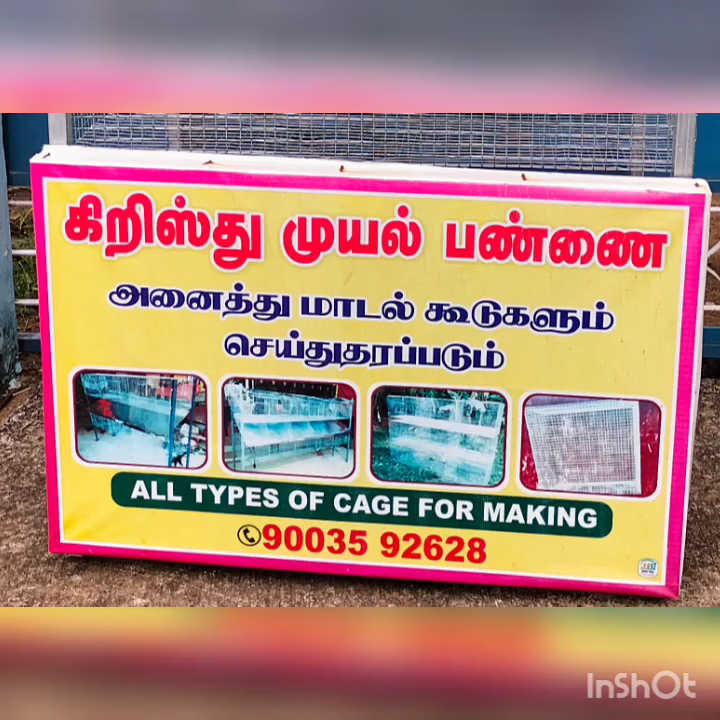 கிறிஸ்து முயல் பண்ணை
அனைத்து மாடல் கூடுகளும்
செய்துதரப்படும்
ALL TYPES OF CAGE FOR MAKING
90035 92628
InShOt